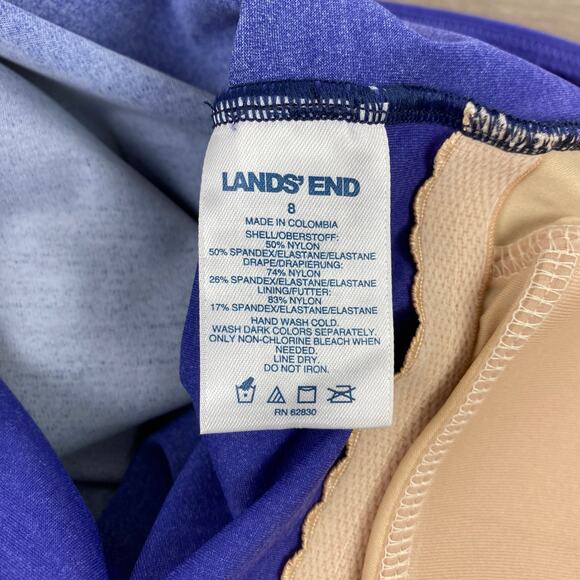 LANDS' END
8
MADE IN COLOMBIA
SHELL/OBERSTOFF:
50% NYLON
50% SPANDEX/ELASTANE/ELASTANE
DRAPE/DRAPIERUNG:
74% NYLON
26% SPANDEX/ELASTANE/ELASTANE
LINING/FUTTER:
83% NYLON
17% SPANDEX/ELASTANE/ELASTANE
HAND WASH COLD.
WASH DARK COLORS SEPARATELY.
ONLY NON-CHLORINE BLEACH WHEN
NEEDED.
LINE DRY.
DO NOT IRON.
RN 62830